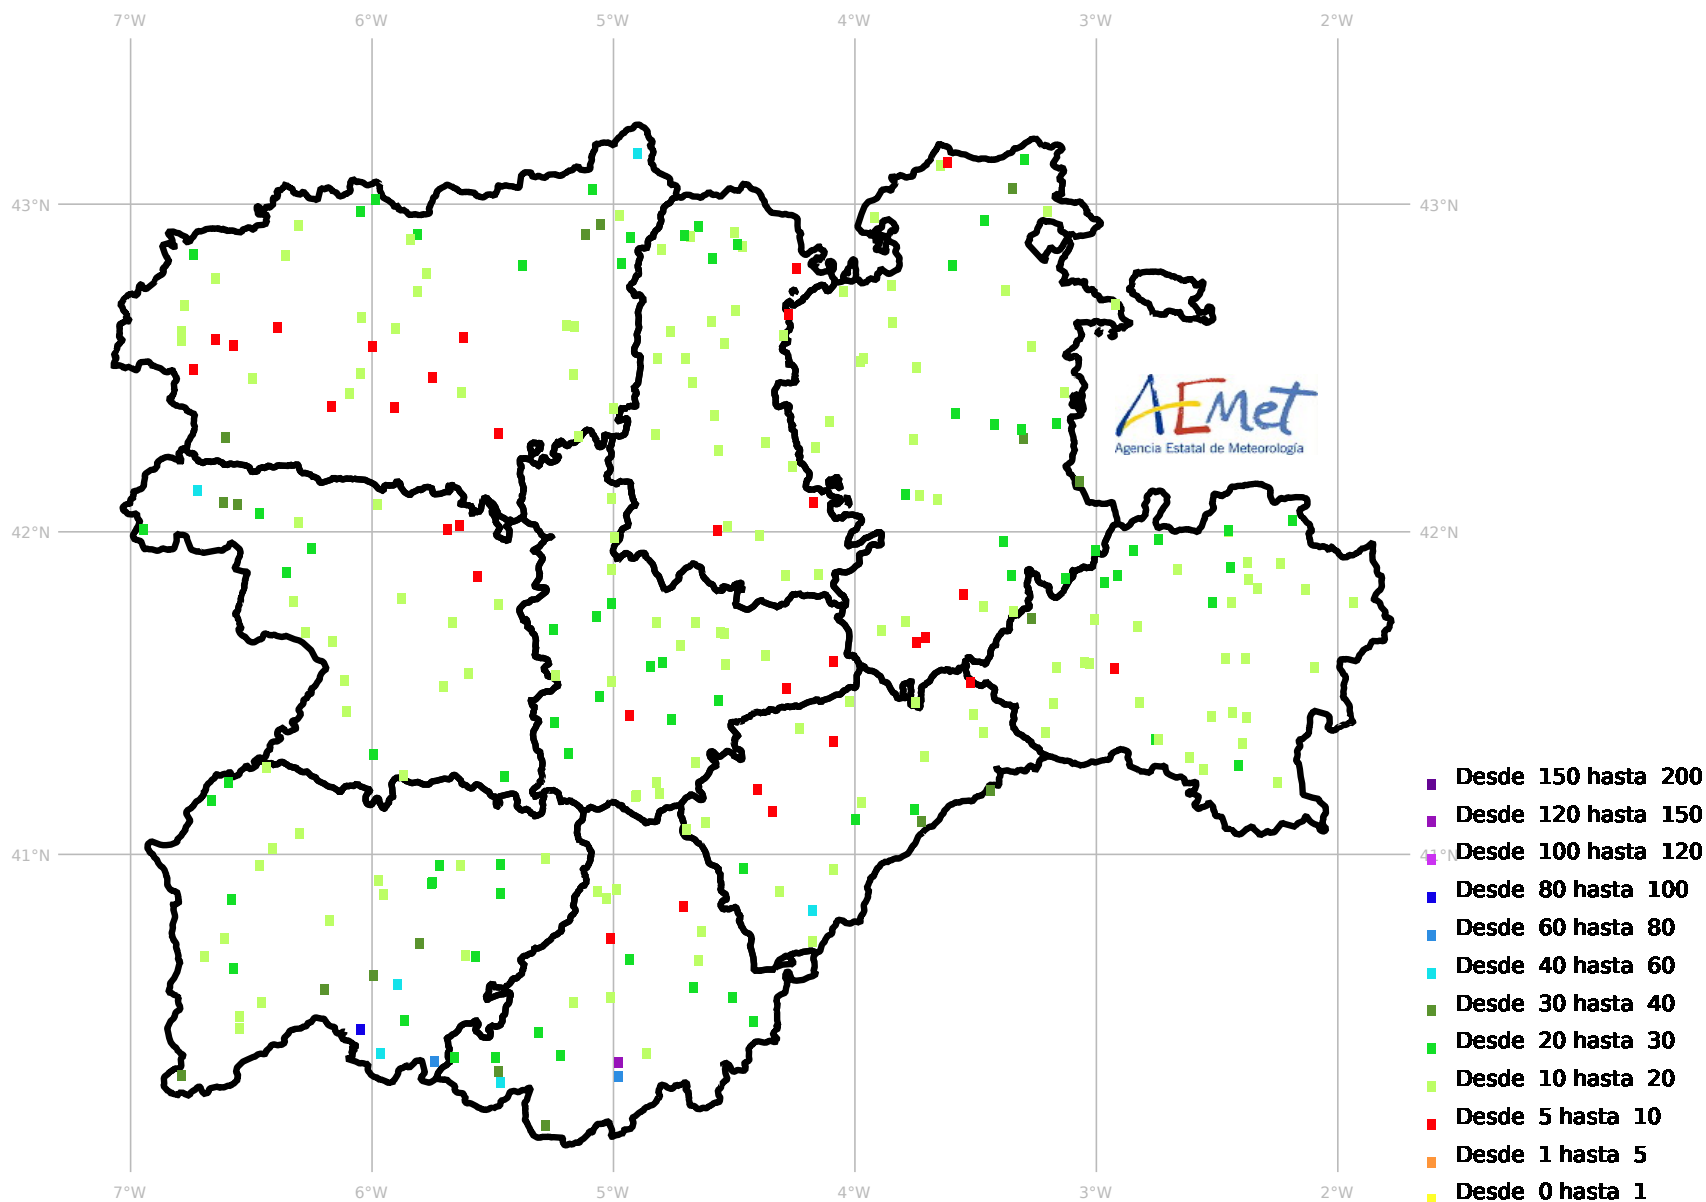 7°W 6°W 5°W 4°W 3°W 2°W
43°N 43°N
AEMet
Agencia Estatal de Meteorología
42°N 42°N
Desde 150 hasta 200
Desde 120 hasta 150
41°N 41°N
Desde 100 hasta 120
Desde 80 hasta 100
Desde 60 hasta 80
Desde 40 hasta 60
Desde 30 hasta 40
Desde 20 hasta 30
Desde 10 hasta 20
Desde 5 hasta 10
Desde 1 hasta 5
Desde 0 hasta 1
7°W 6°W 5°W 4°W 3°W 2°W